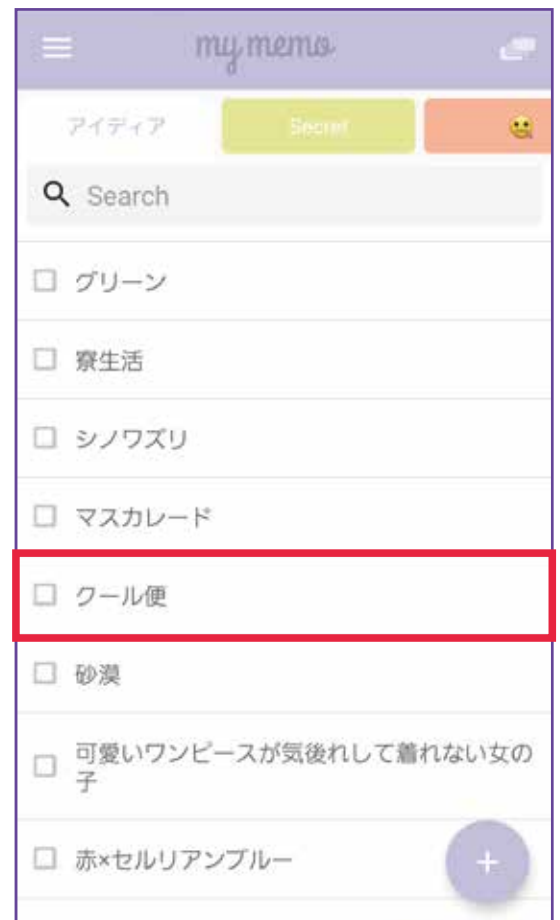 my memo
アイディア Secret
Search
グリーン
寮生活
シノワズリ
マスカレード
クール便
砂漠
可愛いワンピースが気後れして着れない女の
子
赤×セルリアンブルー